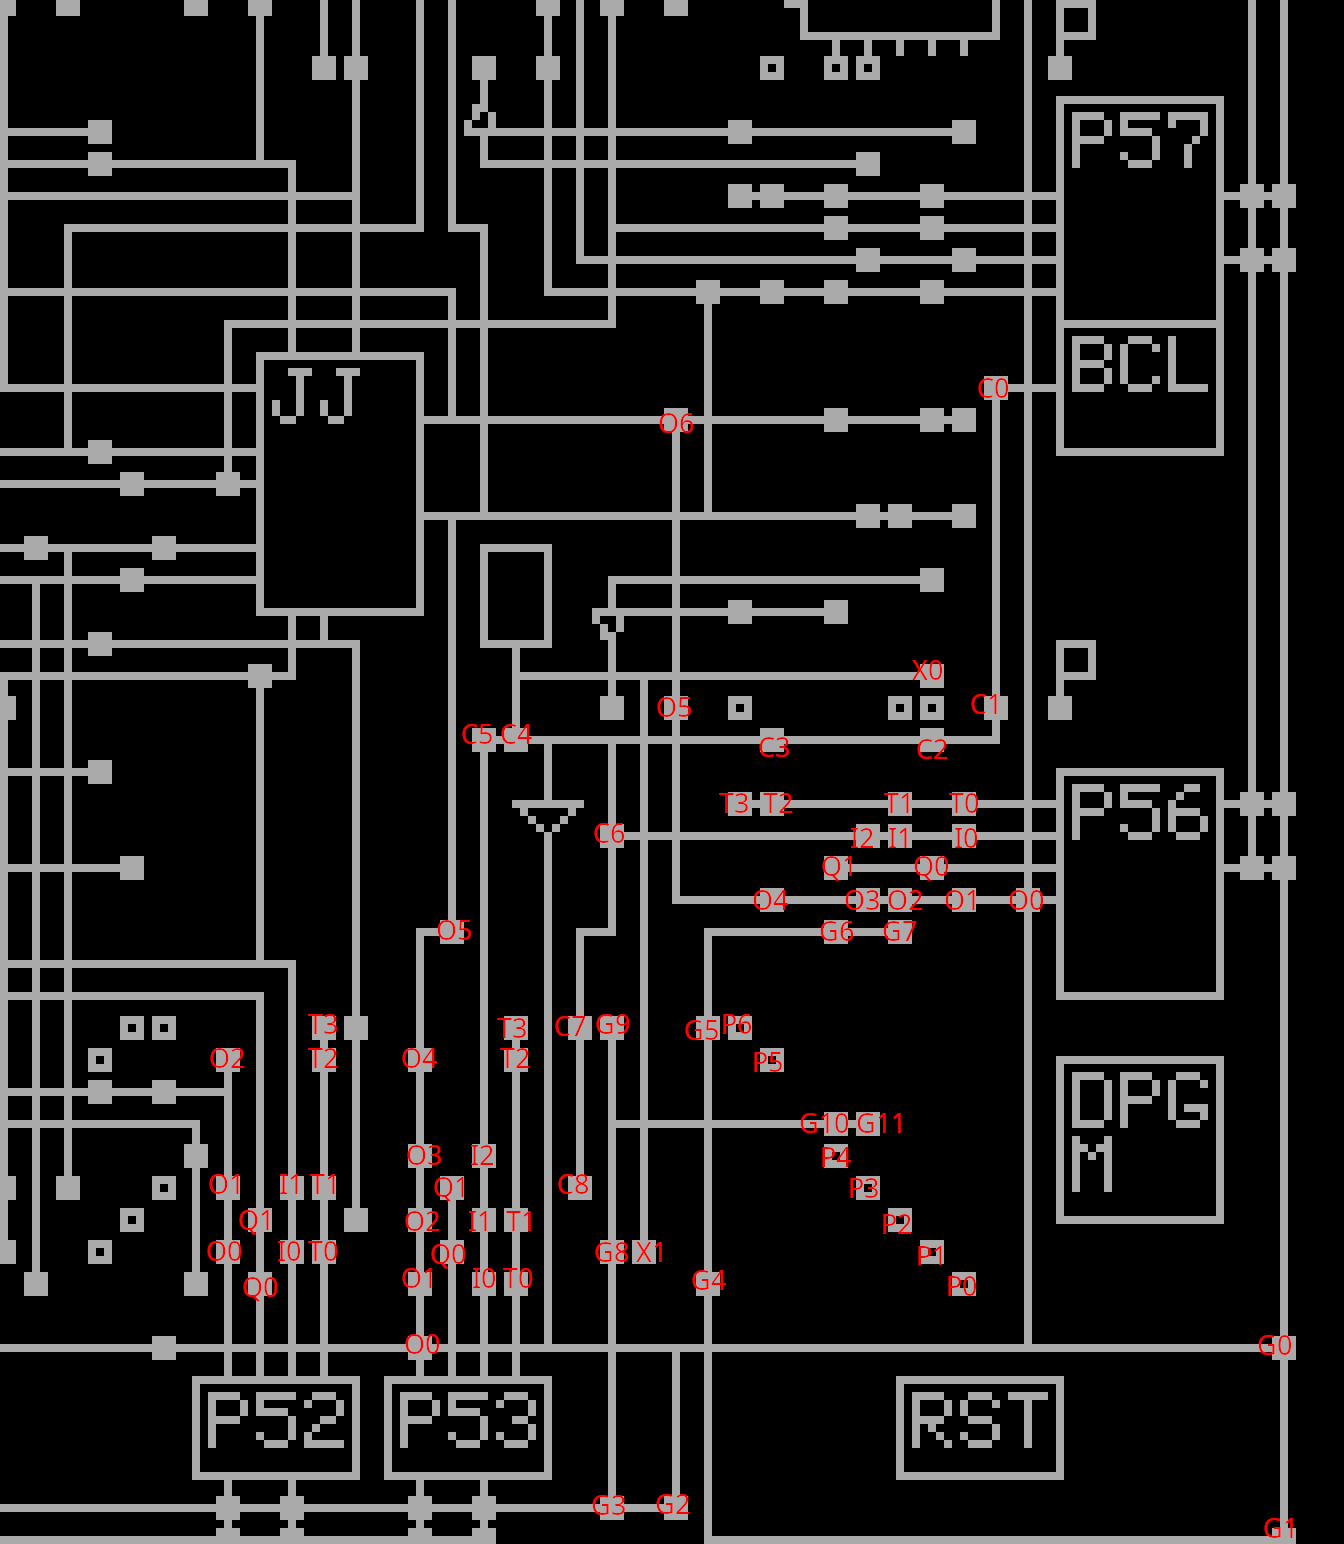 P57
BCL
JJ
C0
O6
X0
O5
C1
C5 C4
C3
C2
T3 T2 T1 T0
P56
C6
I2 I1 I0
Q1 Q0
O4 O3 O2 O1 O0
O5
G6 G7
T3
T3
C7 G9
G5 P6
O2
T2
O4
T2
P5
DPG
M
G10 G11
O3 I2
P4
O1 I1 T1
Q1
C8
P3
Q1
O2 I1 T1
P2
O0 I0 T0
Q0
G8 X1
P1
Q0
O1 I0 T0
G4
P0
O0
G0
P52
P53
RST
G3 G2
G1